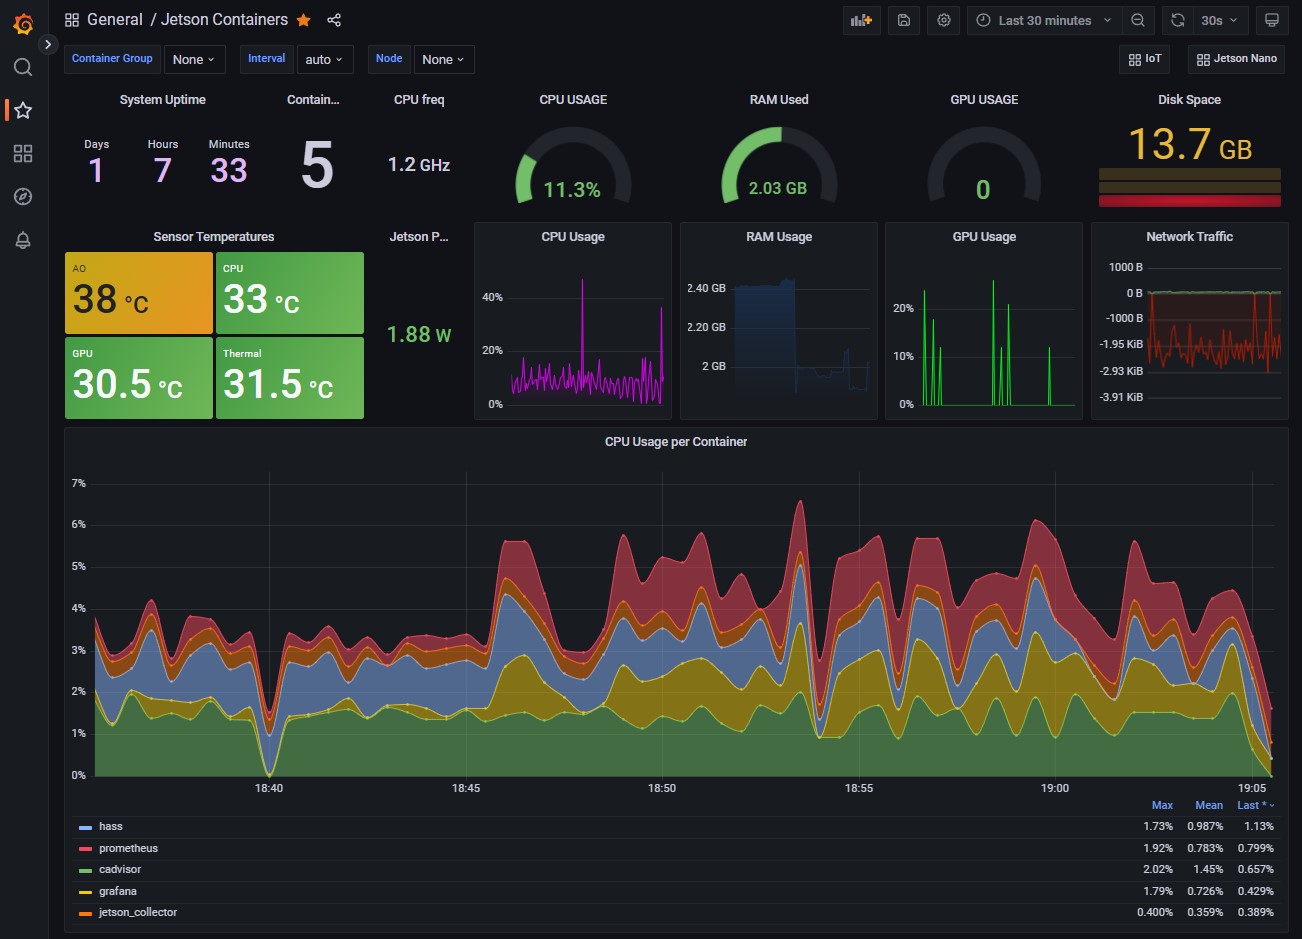 General / Jetson Containers
Last 30 minutes
30s
Container Group
None
Interval
auto
Node
None
IoT
Jetson Nano
System Uptime
Days
1
Hours
7
Minutes
33
Contain...
5
CPU freq
1.2 GHz
CPU USAGE
11.3%
RAM Used
2.03 GB
GPU USAGE
0
Disk Space
13.7 GB
Sensor Temperatures
AO
38 °C
CPU
33 °C
GPU
30.5 °C
Thermal
31.5 °C
Jetson P...
1.88 W
CPU Usage
40%
20%
0%
RAM Usage
2.40 GB
2.20 GB
2 GB
GPU Usage
20%
10%
0%
Network Traffic
1000 B
0 B
-1000 B
-1.95 KiB
-2.93 KiB
-3.91 KiB
CPU Usage per Container
7%
6%
5%
4%
3%
2%
1%
0%
18:40 18:45 18:50 18:55 19:00 19:05
Max Mean Last *
hass 1.73% 0.987% 1.13%
prometheus 1.92% 0.783% 0.799%
cadvisor 2.02% 1.45% 0.657%
grafana 1.79% 0.726% 0.429%
jetson_collector 0.400% 0.359% 0.389%